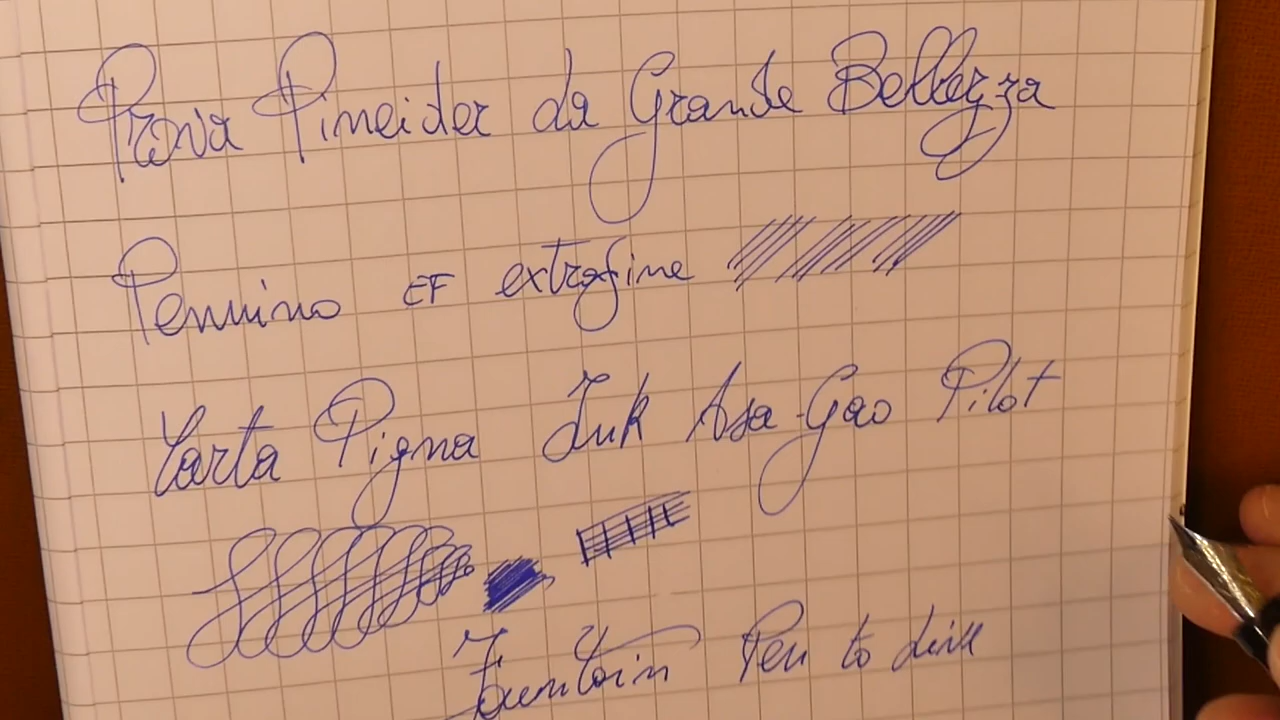 Prova Pineider da Grande Bellezza
Pennino EF extrafine
Carta Pigna Ink Asa-Gao Pilot
Fountain Pen to